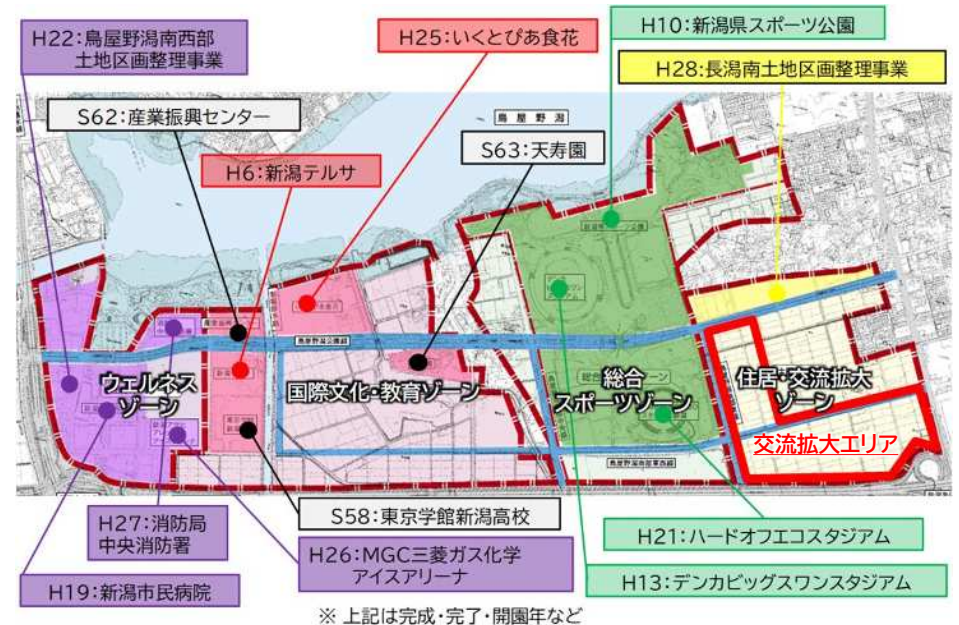 H22：鳥屋野潟南西部
土地区画整理事業
H25：いくとぴあ食花
H10：新潟県スポーツ公園
H28：長潟南土地区画整理事業
S62：産業振興センター
鳥屋野潟
S63：天寿園
H6：新潟テルサ
鳥屋野潟公園線
ウェルネス
ゾーン
国際文化・教育ゾーン
総合
スポーツゾーン
住居・交流拡大
ゾーン
交流拡大エリア
S58：東京学館新潟高校
H27：消防局
中央消防署
H26：MGC三菱ガス化学
アイスアリーナ
H19：新潟市民病院
H21：ハードオフエコスタジアム
H13：デンカビッグスワンスタジアム
※ 上記は完成・完了・開園年など